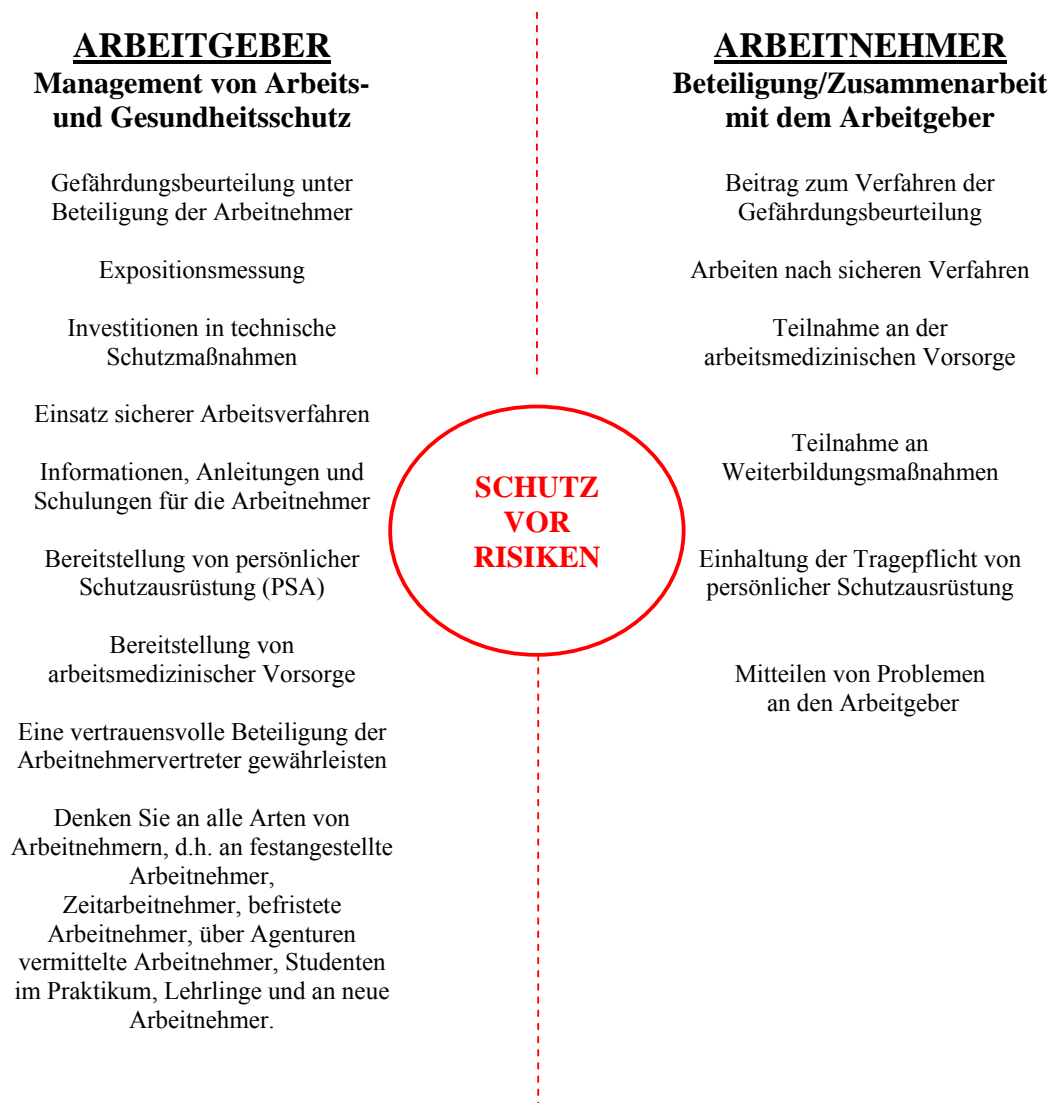 ARBEITGEBER
Management von Arbeits-
und Gesundheitsschutz
Gefährdungsbeurteilung unter
Beteiligung der Arbeitnehmer
Expositionsmessung
Investitionen in technische
Schutzmaßnahmen
Einsatz sicherer Arbeitsverfahren
Informationen, Anleitungen und
Schulungen für die Arbeitnehmer
Bereitstellung von persönlicher
Schutzausrüstung (PSA)
Bereitstellung von
arbeitsmedizinischer Vorsorge
Eine vertrauensvolle Beteiligung der
Arbeitnehmervertreter gewährleisten
Denken Sie an alle Arten von
Arbeitnehmern, d.h. an festangestellte
Arbeitnehmer,
Zeitarbeitnehmer, befristete
Arbeitnehmer, über Agenturen
vermittelte Arbeitnehmer, Studenten
im Praktikum, Lehrlinge und an neue
Arbeitnehmer.
SCHUTZ
VOR
RISIKEN
ARBEITNEHMER
Beteiligung/Zusammenarbeit
mit dem Arbeitgeber
Beitrag zum Verfahren der
Gefährdungsbeurteilung
Arbeiten nach sicheren Verfahren
Teilnahme an der
arbeitsmedizinischen Vorsorge
Teilnahme an
Weiterbildungsmaßnahmen
Einhaltung der Tragepflicht von
persönlicher Schutzausrüstung
Mitteilen von Problemen
an den Arbeitgeber